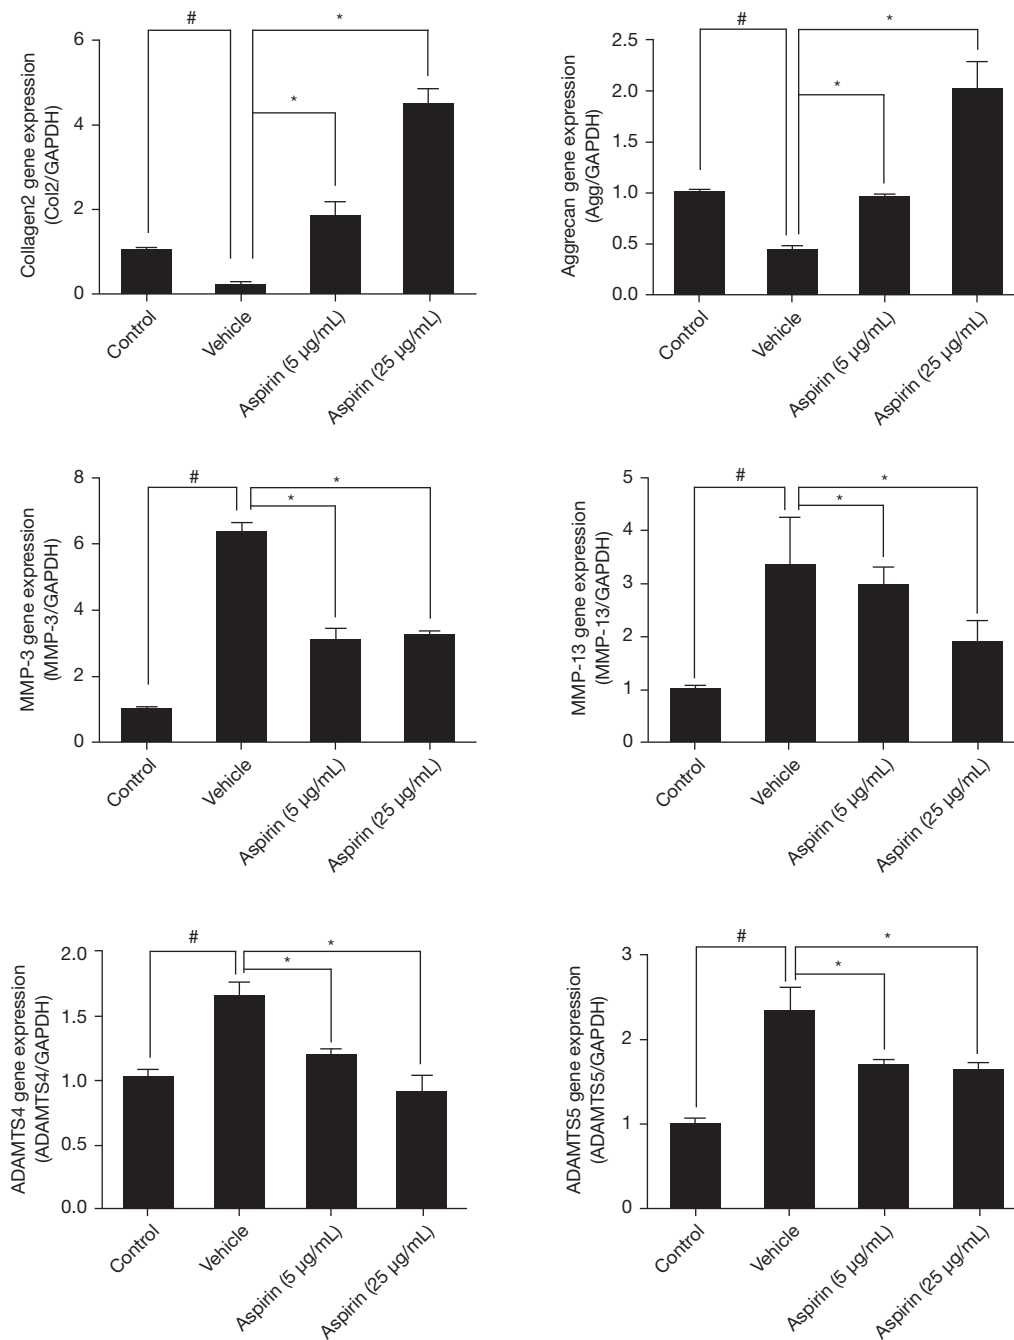 Collagen2 gene expression
(Col2/GAPDH)
6
4
2
0
#
*
*
Control
Vehicle
Aspirin (5 µg/mL)
Aspirin (25 µg/mL)
Aggrecan gene expression
(Agg/GAPDH)
2.5
2.0
1.5
1.0
0.5
0.0
#
*
*
Control
Vehicle
Aspirin (5 µg/mL)
Aspirin (25 µg/mL)
MMP-3 gene expression
(MMP-3/GAPDH)
8
6
4
2
0
#
*
*
Control
Vehicle
Aspirin (5 µg/mL)
Aspirin (25 µg/mL)
MMP-13 gene expression
(MMP-13/GAPDH)
5
4
3
2
1
0
#
*
*
Control
Vehicle
Aspirin (5 µg/mL)
Aspirin (25 µg/mL)
ADAMTS4 gene expression
(ADAMTS4/GAPDH)
2.0
1.5
1.0
0.5
0.0
#
*
*
Control
Vehicle
Aspirin (5 µg/mL)
Aspirin (25 µg/mL)
ADAMTS5 gene expression
(ADAMTS5/GAPDH)
3
2
1
0
#
*
*
Control
Vehicle
Aspirin (5 µg/mL)
Aspirin (25 µg/mL)